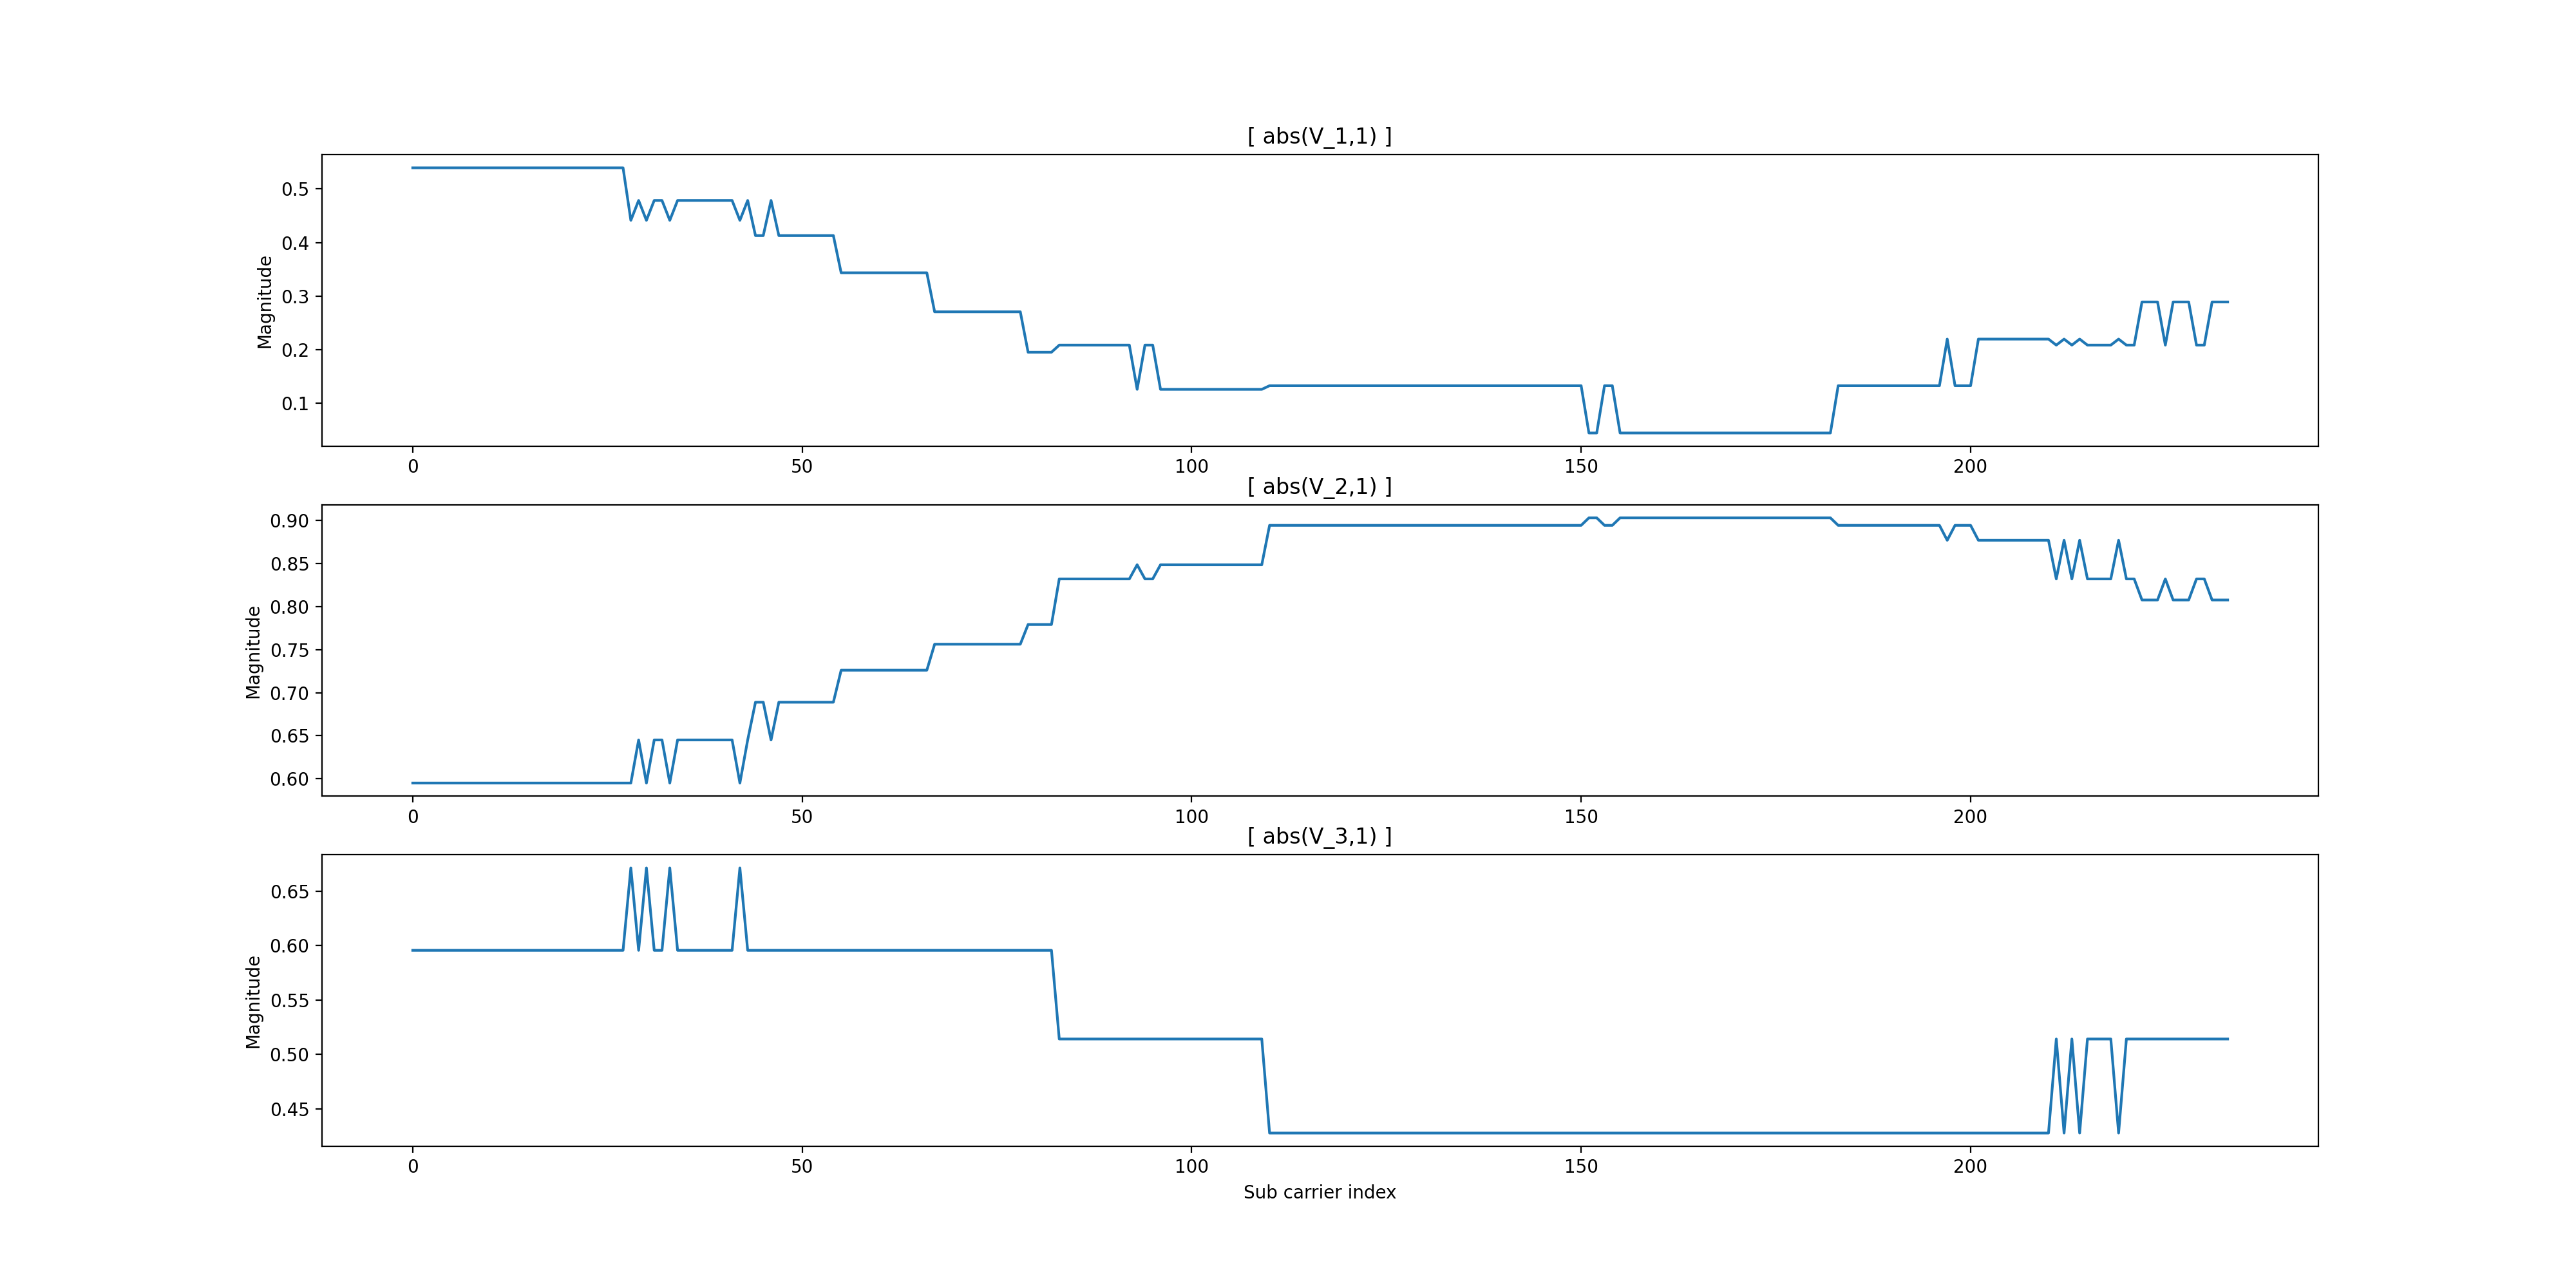 [ abs(V_1,1) ]
Magnitude
0.5
0.4
0.3
0.2
0.1
0 50 100 150 200
[ abs(V_2,1) ]
Magnitude
0.90
0.85
0.80
0.75
0.70
0.65
0.60
0 50 100 150 200
[ abs(V_3,1) ]
Magnitude
0.65
0.60
0.55
0.50
0.45
0 50 100 150 200
Sub carrier index